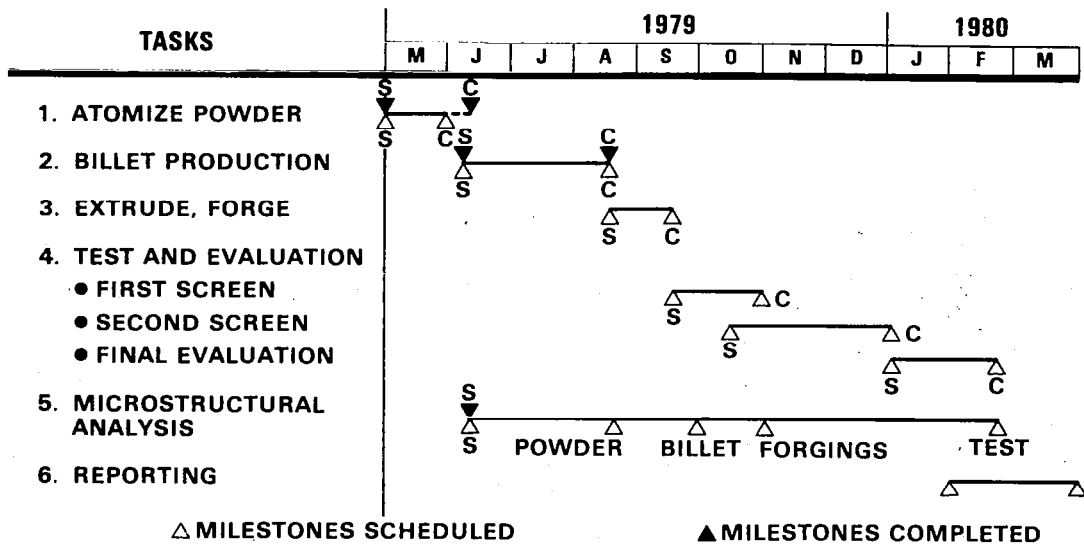 TASKS
1979 1980
M J J A S O N D J F M
S C
1. ATOMIZE POWDER
S C S C
2. BILLET PRODUCTION
S C
3. EXTRUDE, FORGE
S C
4. TEST AND EVALUATION
● FIRST SCREEN C
S
● SECOND SCREEN C
S
● FINAL EVALUATION
S C
S
5. MICROSTRUCTURAL
ANALYSIS
S POWDER BILLET FORGINGS TEST
6. REPORTING
△ MILESTONES SCHEDULED ▲ MILESTONES COMPLETED